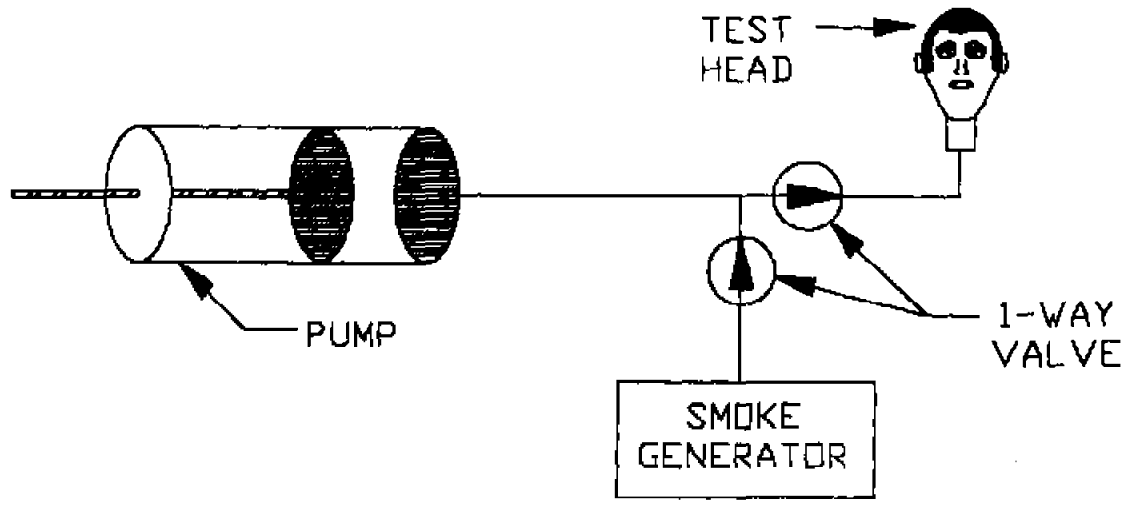 TEST
HEAD
PUMP
1-WAY
VALVE
SMOKE
GENERATOR